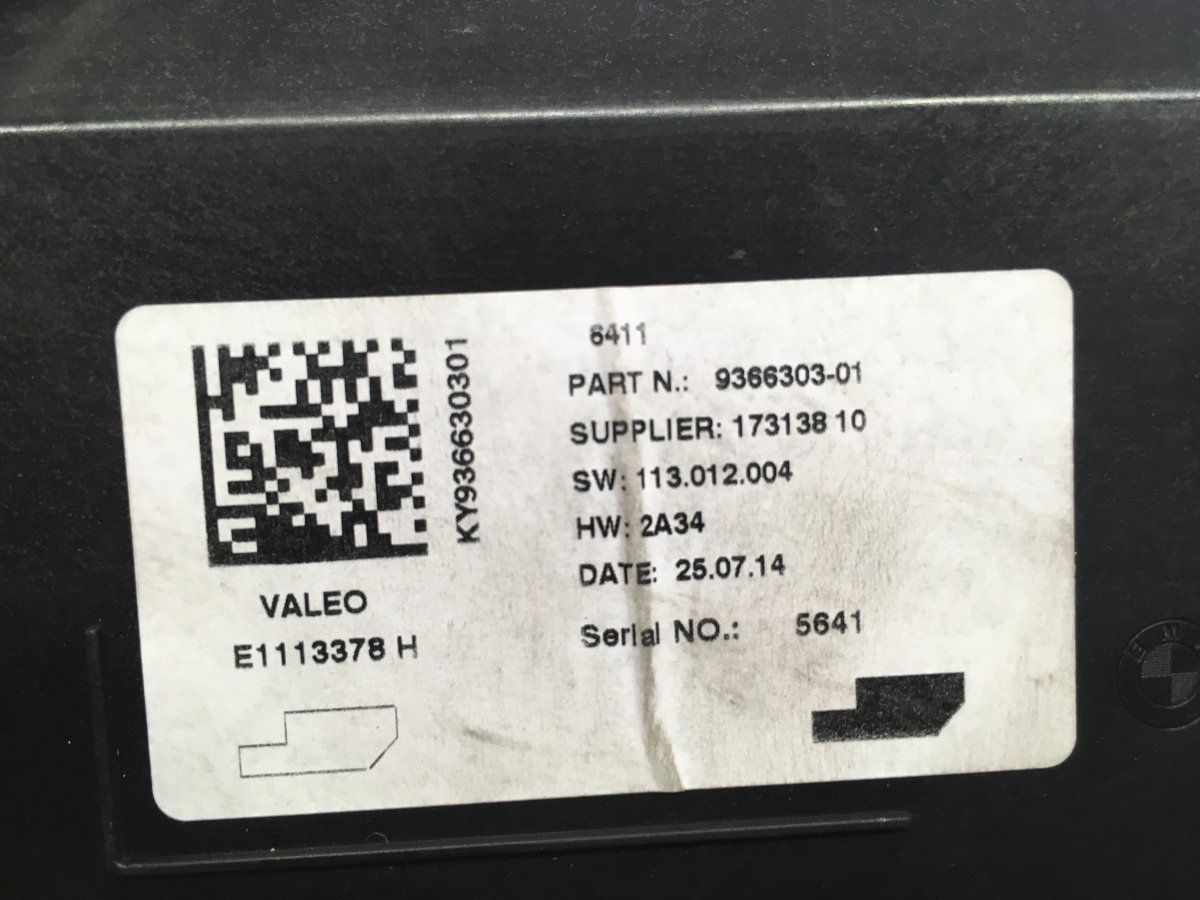 6411
PART N.: 9366303-01
SUPPLIER: 173138 10
SW: 113.012.004
HW: 2A34
DATE: 25.07.14
Serial NO.: 5641
KY936630301
VALEO
E1113378 H
BMW